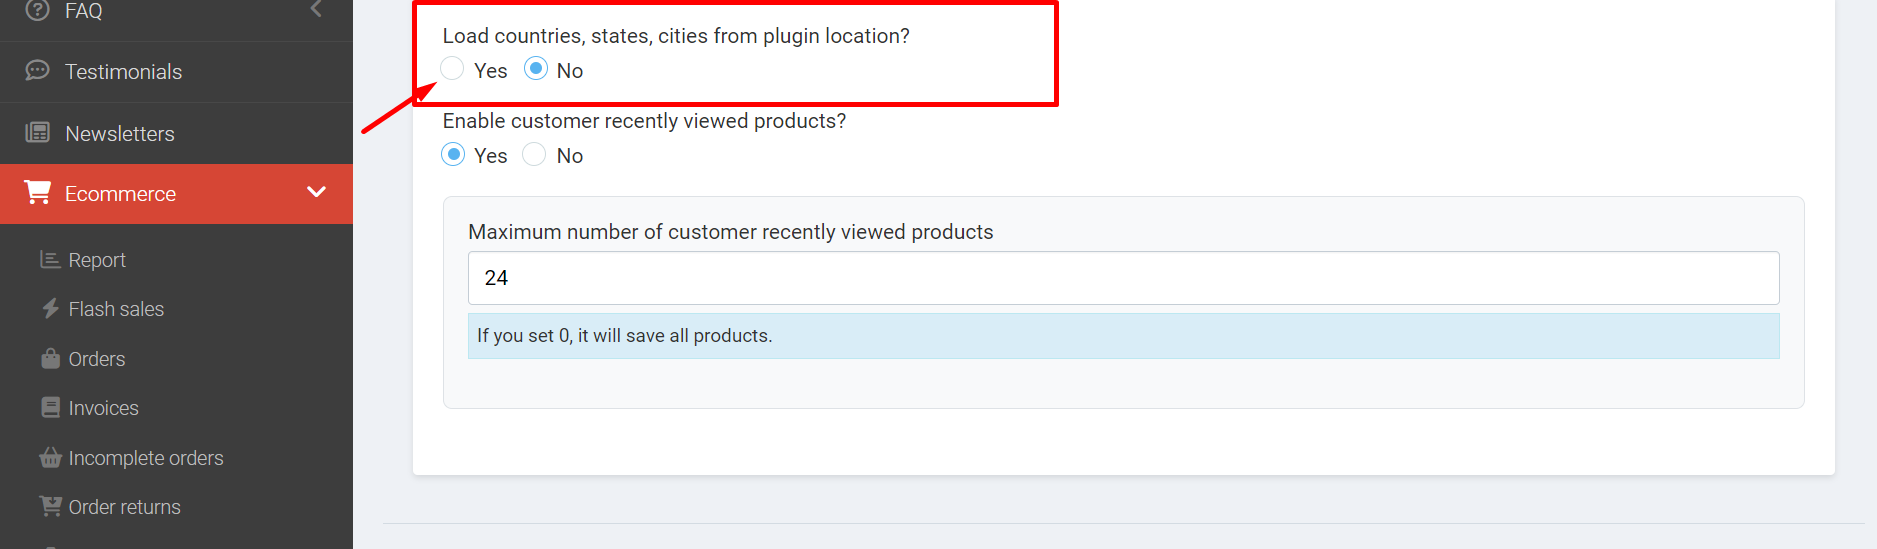 FAQ
Testimonials
Newsletters
Ecommerce
Report
Flash sales
Orders
Invoices
Incomplete orders
Order returns
Load countries, states, cities from plugin location?
Yes No
Enable customer recently viewed products?
Yes No
Maximum number of customer recently viewed products
24
If you set 0, it will save all products.